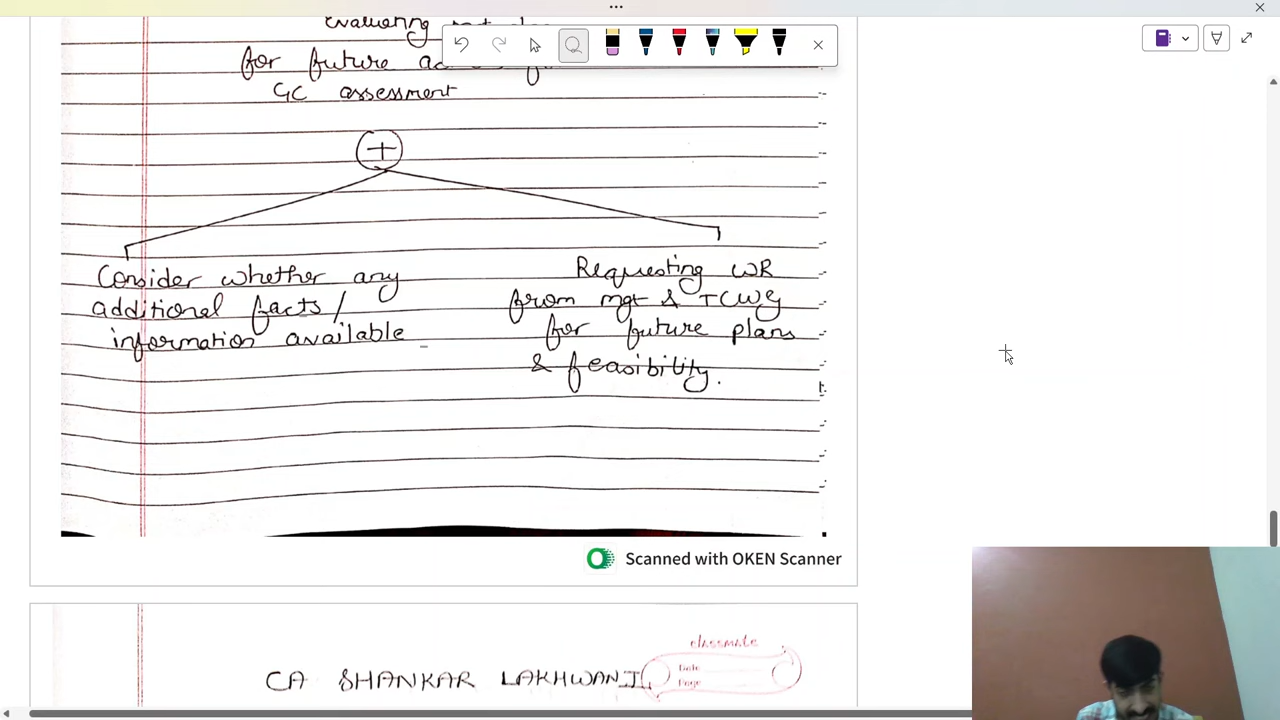 Evaluating
for future
GC assessment
+
Consider whether any
additional facts /
information available
Requesting WR
from mgt & TCWG
for future plans
& feasibility.
t.
Scanned with OKEN Scanner
classmate
Date
Page
CA SHANKAR LAKHWANI